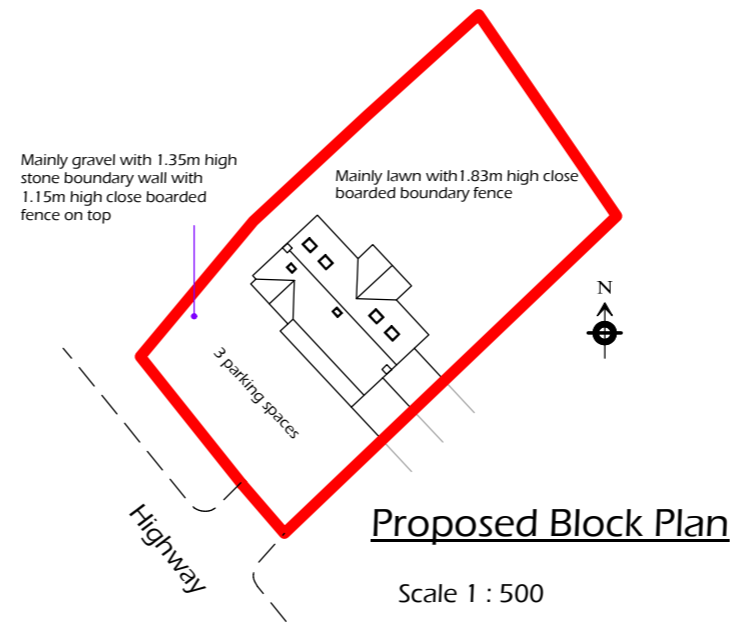 Mainly gravel with 1.35m high
stone boundary wall with
1.15m high close boarded
fence on top
Mainly lawn with1.83m high close
boarded boundary fence
N
3 parking spaces
Highway
Proposed Block Plan
Scale 1 : 500